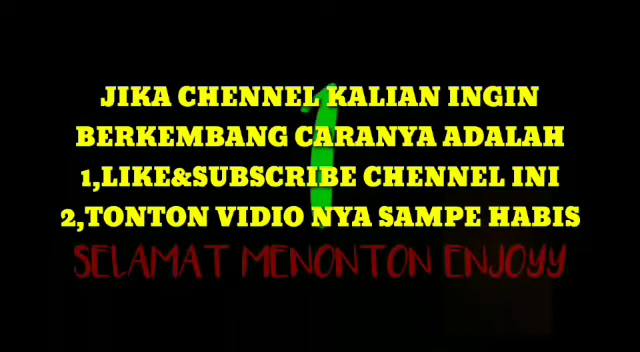 JIKA CHENNEL KALIAN INGIN
BERKEMBANG CARANYA ADALAH
1,LIKE&SUBSCRIBE CHENNEL INI
2,TONTON VIDIO NYA SAMPE HABIS
SELAMAT MENONTON ENJOYY
1